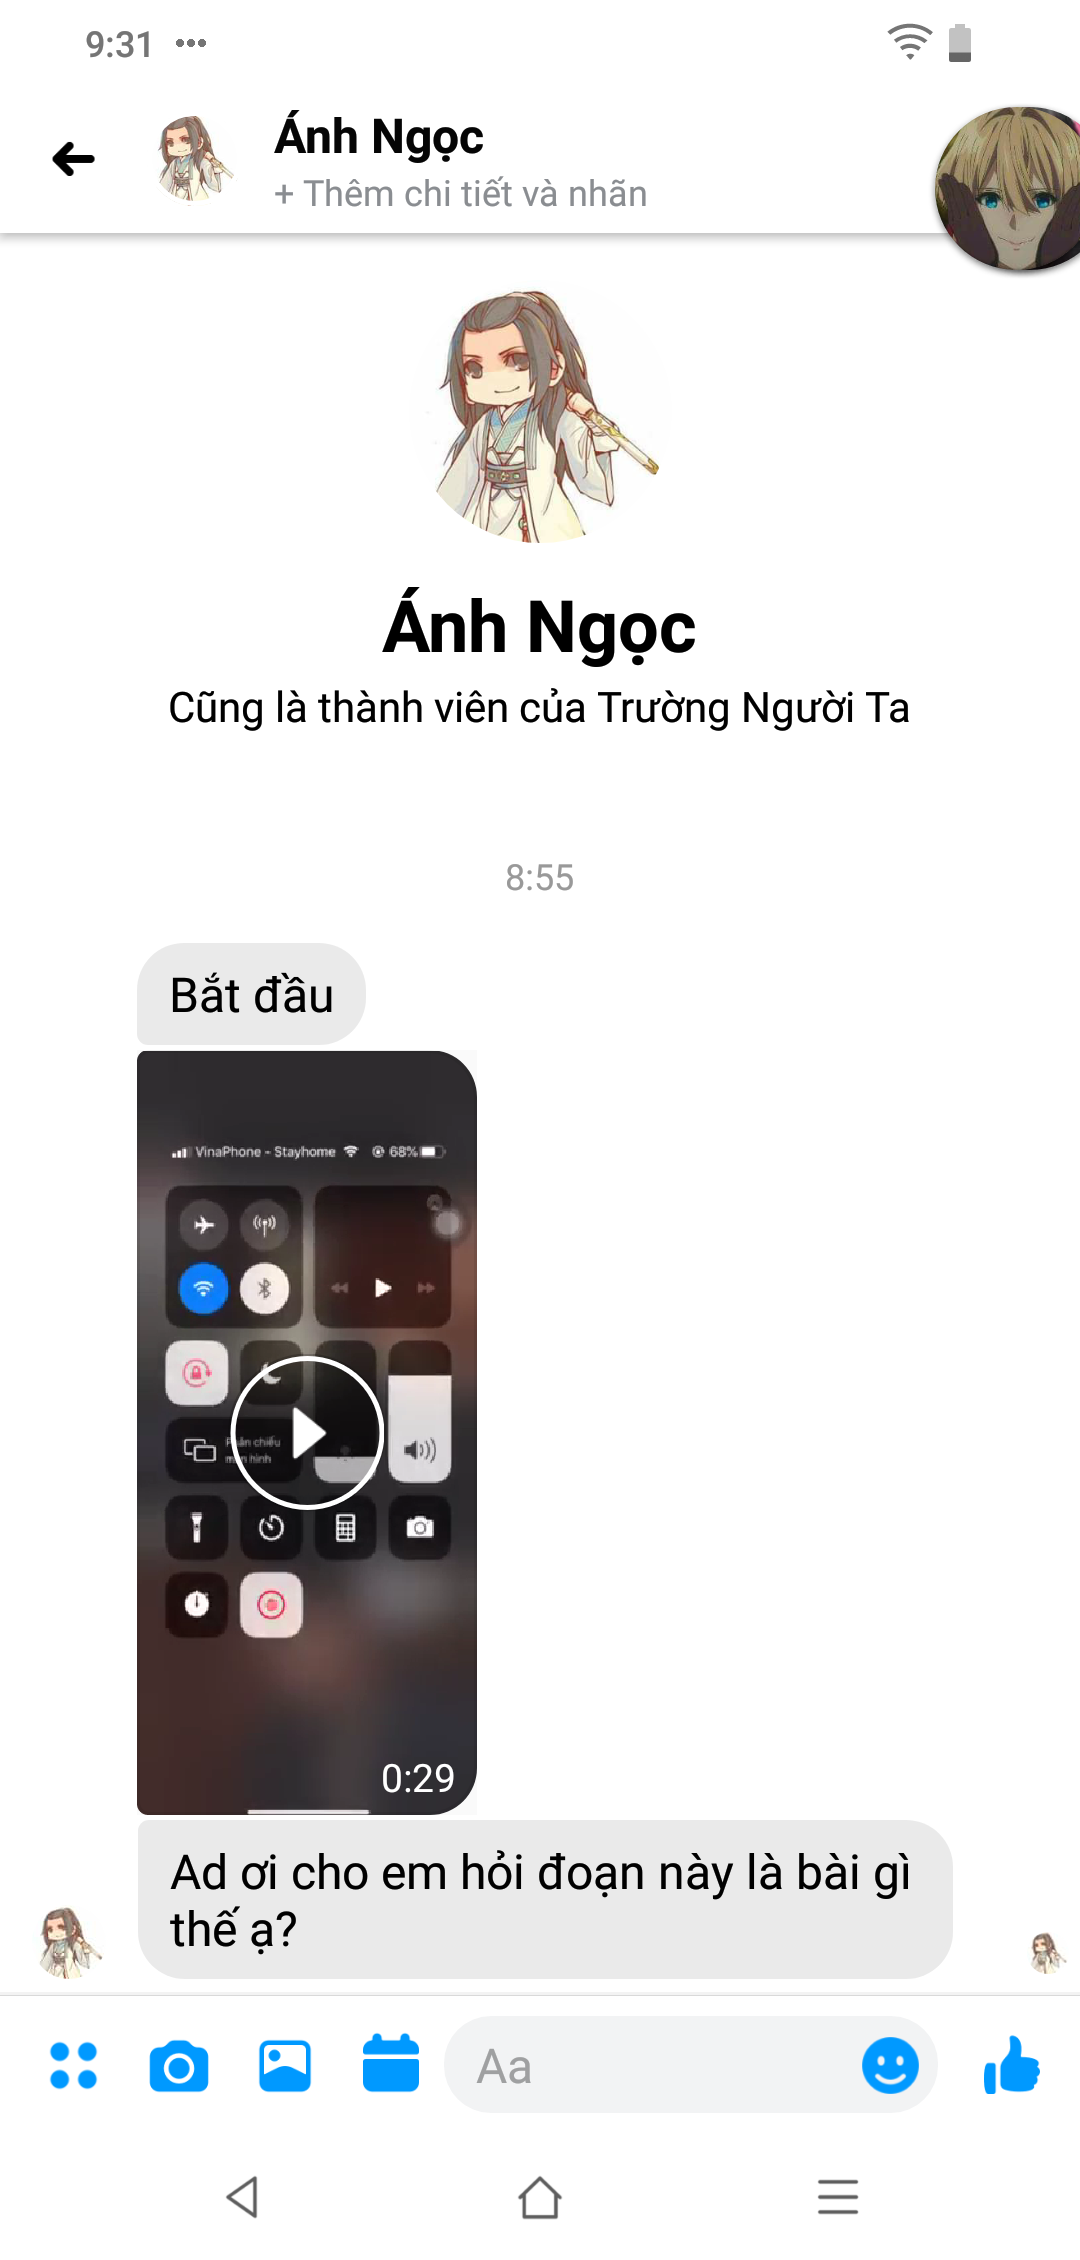 9:31
Ánh Ngọc
+ Thêm chi tiết và nhãn
Ánh Ngọc
Cũng là thành viên của Trường Người Ta
8:55
Bắt đầu
VinaPhone - Stayhome 68%
Phản chiếu
màn hình
0:29
Ad ơi cho em hỏi đoạn này là bài gì
thế ạ?
Aa